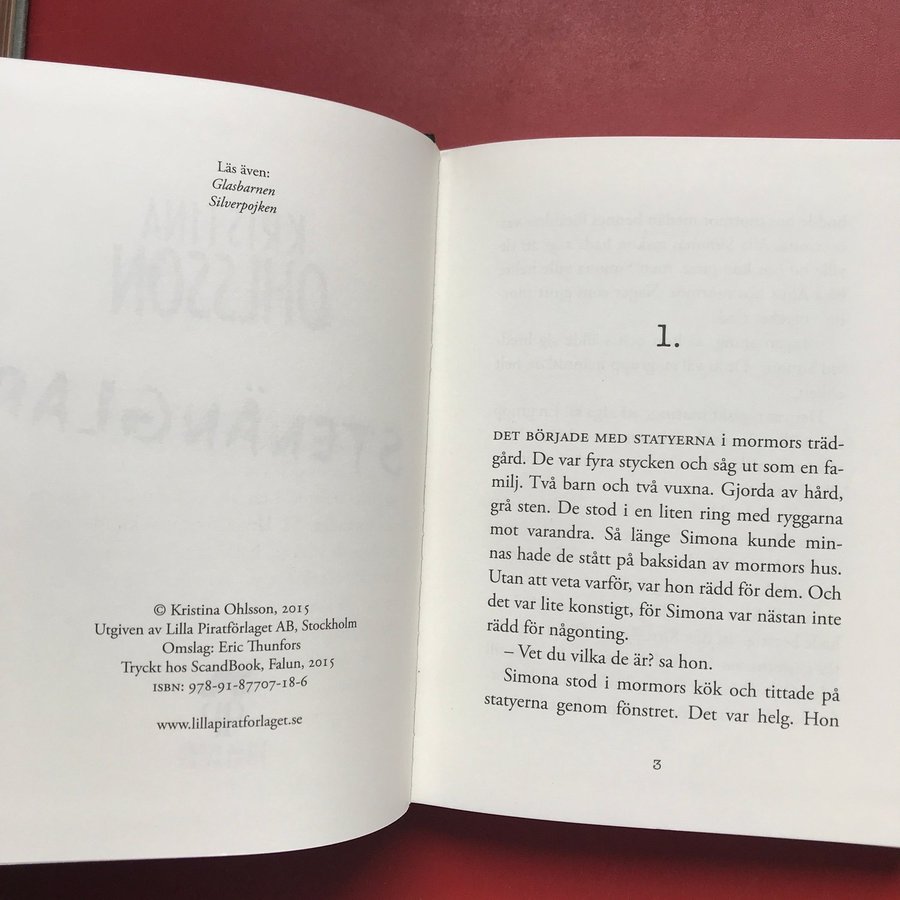 Läs även:
Glasbarnen
Silverpojken
KRISTINA
OHLSSON
STENÄNGLAR
© Kristina Ohlsson, 2015
Utgiven av Lilla Piratförlaget AB, Stockholm
Omslag: Eric Thunfors
Tryckt hos ScandBook, Falun, 2015
ISBN: 978-91-87707-18-6
www.lillapiratforlaget.se
1.
DET BÖRJADE MED STATYERNA i mormors träd-
gård. De var fyra stycken och såg ut som en fa-
milj. Två barn och två vuxna. Gjorda av hård,
grå sten. De stod i en liten ring med ryggarna
mot varandra. Så länge Simona kunde min-
nas hade de stått på baksidan av mormors hus.
Utan att veta varför, var hon rädd för dem. Och
det var lite konstigt, för Simona var nästan inte
rädd för någonting.
– Vet du vilka de är? sa hon.
Simona stod i mormors kök och tittade på
statyerna genom fönstret. Det var helg. Hon
3